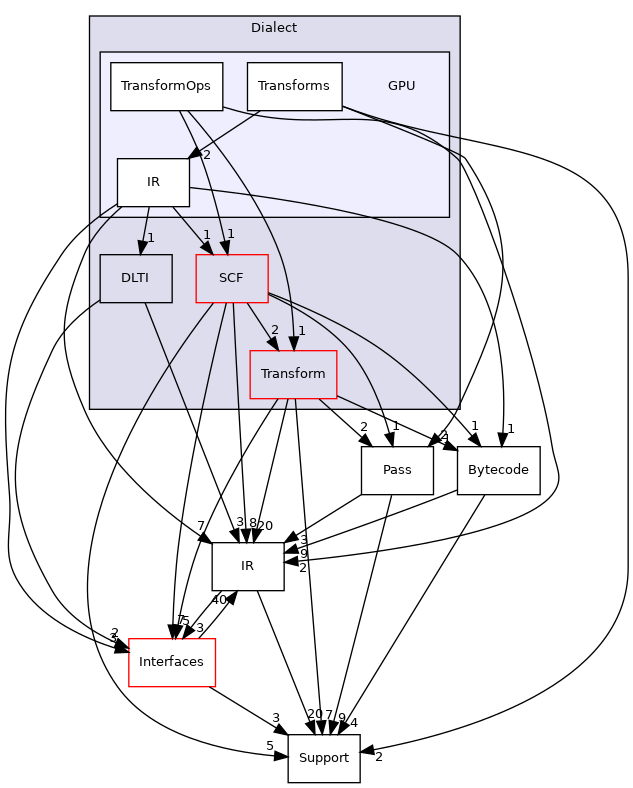 Dialect
TransformOps
Transforms
GPU
2
IR
1
1
1
DLTI
SCF
2
1
Transform
2
1
2
1
1
Pass
Bytecode
7
3
8
20
3
9
2
IR
40
7
5
3
2
3
Interfaces
3
20
7
9
4
5
2
Support